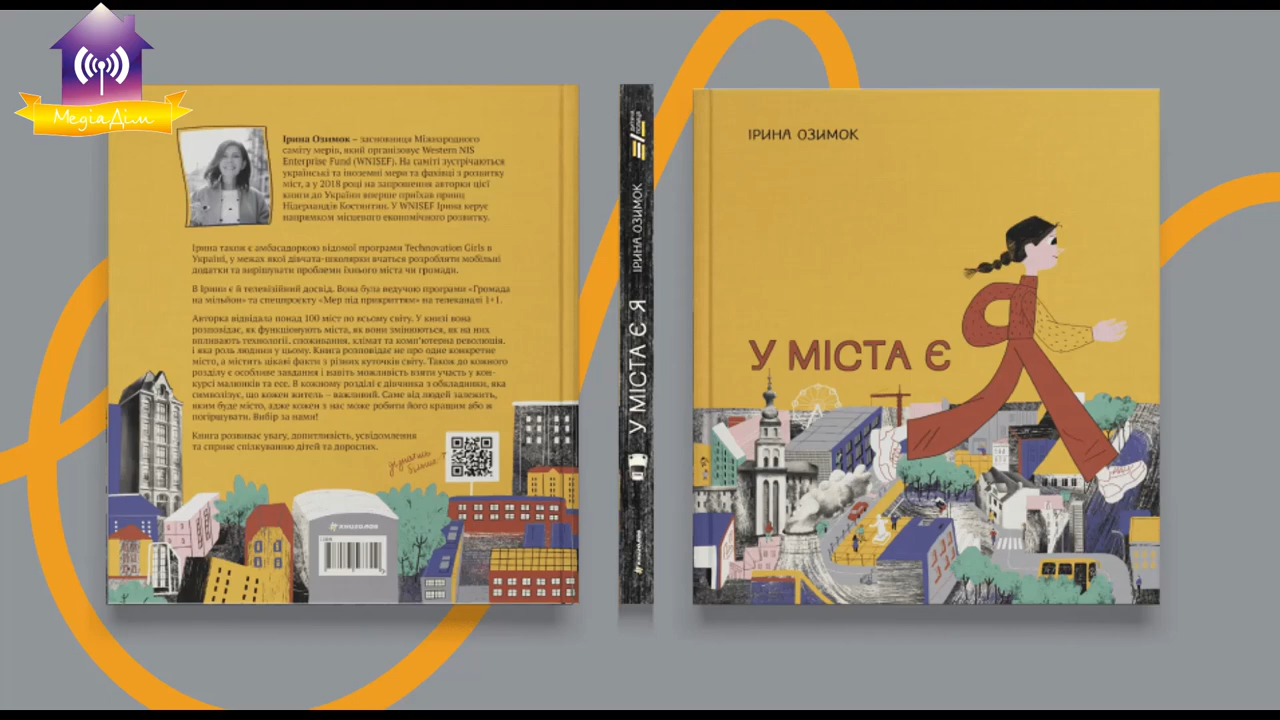 МедіаДім
Ірина Озимок – засновниця Міжнародного
саміту мерів, який організовує Western NIS
Enterprise Fund (WNISEF). На саміті зустрічаються
українські та іноземні мери та фахівці з розвитку
міст, а у 2018 році на запрошення авторки цієї
книги до України вперше приїхав принц
Нідерландів Костянтин. У WNISEF Ірина керує
напрямком місцевого економічного розвитку.
Ірина також є амбасадоркою відомої програми Technovation Girls в
Україні, у межах якої дівчата-школярки вчаться розробляти мобільні
додатки та вирішувати проблеми їхнього міста чи громади.
В Ірини є й телевізійний досвід. Вона була ведучою програми «Громада
на мільйон» та спецпроєкту «Мер під прикриттям» на телеканалі 1+1.
Авторка відвідала понад 100 міст по всьому світу. У книзі вона
розповідає, як функціонують міста, як вони змінюються, як на них
впливають технології, споживання, клімат та комп'ютерна революція,
і яка роль людини у цьому. Книга розповідає не про одне конкретне
місто, а містить цікаві факти з різних куточків світу. Також до кожного
розділу є особливе завдання і навіть можливість взяти участь у кон-
курсі малюнків та есе. В кожному розділі є дівчинка з обкладинки, яка
символізує, що кожен житель – важливий. Саме від людей залежить,
яким буде місто, адже кожен з нас може робити його кращим або ж
погіршувати. Вибір за нами!
Книга розвиває увагу, допитливість, усвідомлення
та сприяє спілкуванню дітей та дорослих.
дізнатись
більше
#книголав
ISBN
ДИТЯЧА ПОЛИЦЯ
ІРИНА ОЗИМОК
У МІСТА Є Я
#книголав
ІРИНА ОЗИМОК
У МІСТА Є